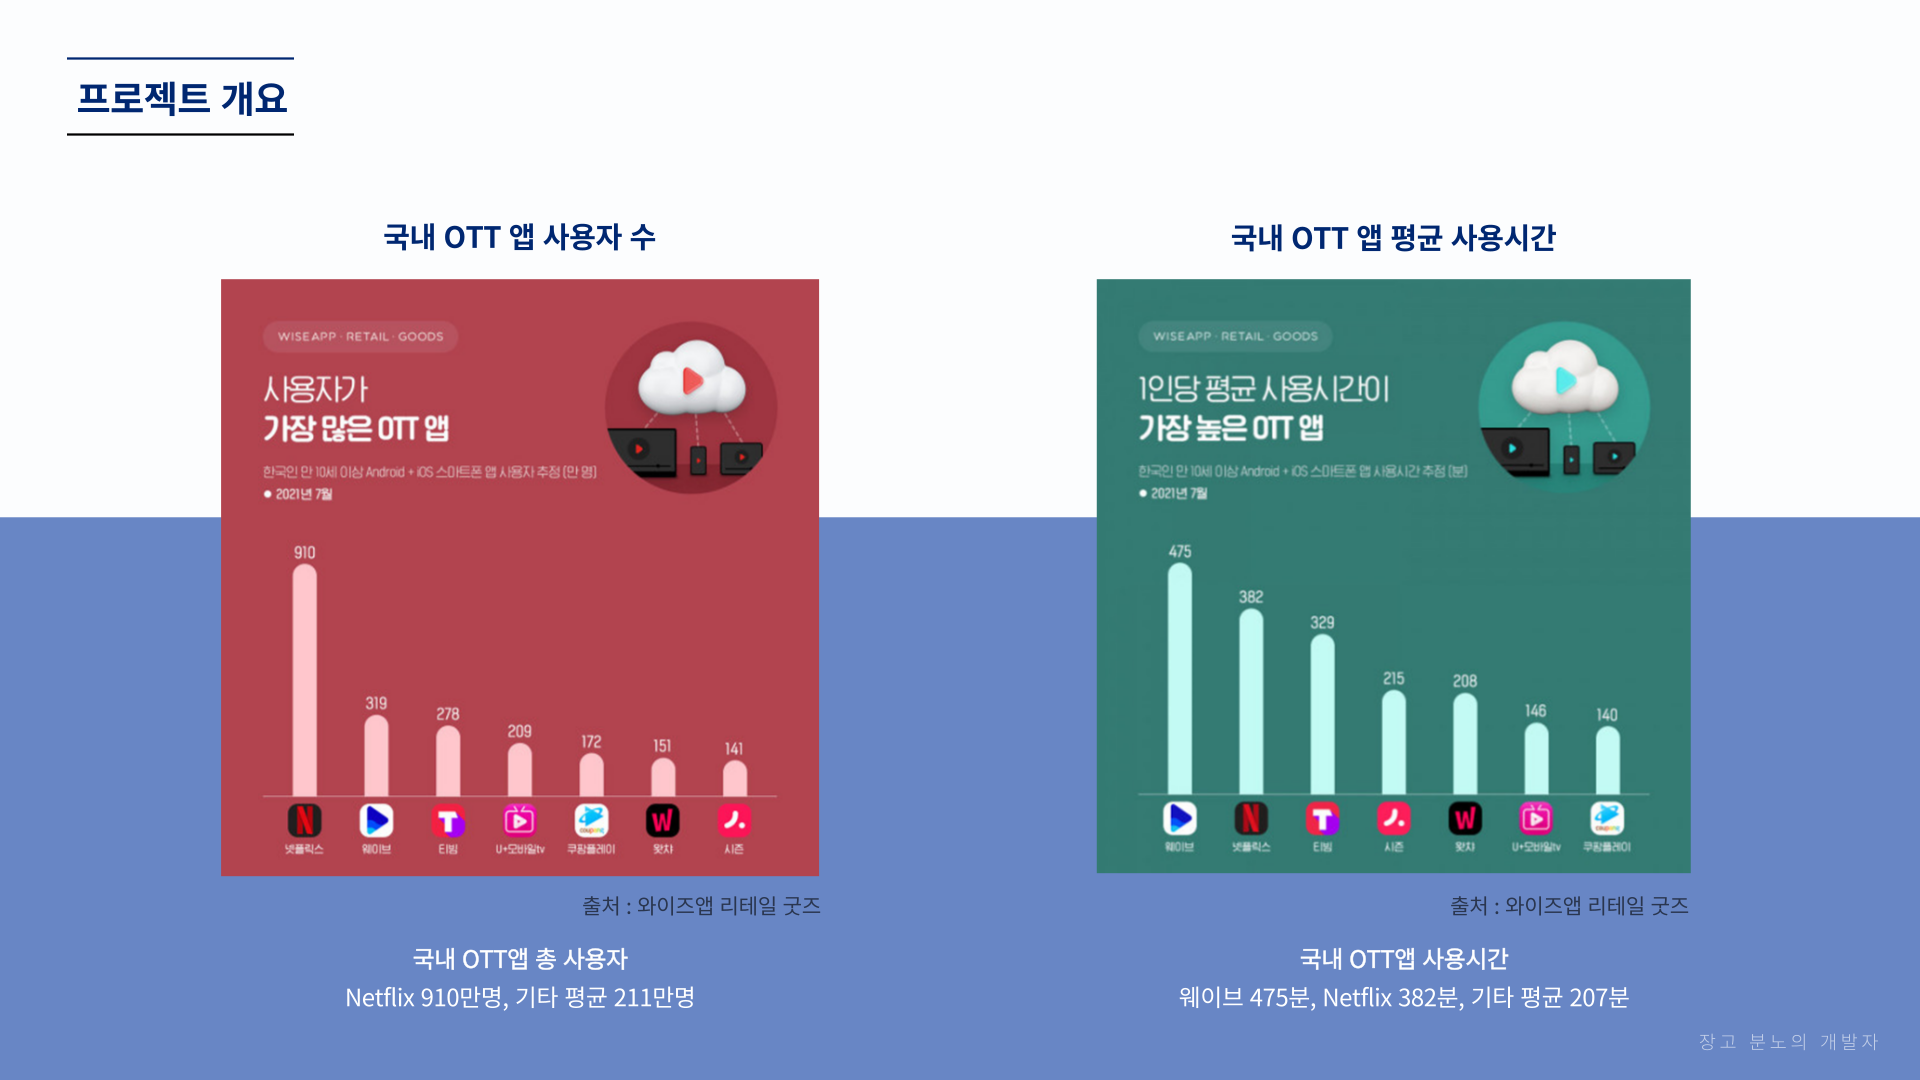 프로젝트 개요
국내 OTT 앱 사용자 수
WISEAPP · RETAIL · GOODS
사용자가
가장 많은 OTT 앱
한국인 만 10세 이상 Android + iOS 스마트폰 앱 사용자 추정 (만 명)
● 2021년 7월
910
319
278
209
172
151
141
넷플릭스 웨이브 티빙 U+모바일tv 쿠팡플레이 왓챠 시즌
출처 : 와이즈앱 리테일 굿즈
국내 OTT앱 총 사용자
Netflix 910만명, 기타 평균 211만명
국내 OTT 앱 평균 사용시간
WISEAPP · RETAIL · GOODS
1인당 평균 사용시간이
가장 높은 OTT 앱
한국인 만 10세 이상 Android + iOS 스마트폰 앱 사용시간 추정 (분)
● 2021년 7월
475
382
329
215
208
146
140
coupang
웨이브 넷플릭스 티빙 시즌 왓챠 U+모바일tv 쿠팡플레이
출처 : 와이즈앱 리테일 굿즈
국내 OTT앱 사용시간
웨이브 475분, Netflix 382분, 기타 평균 207분
장고 분노의 개발자